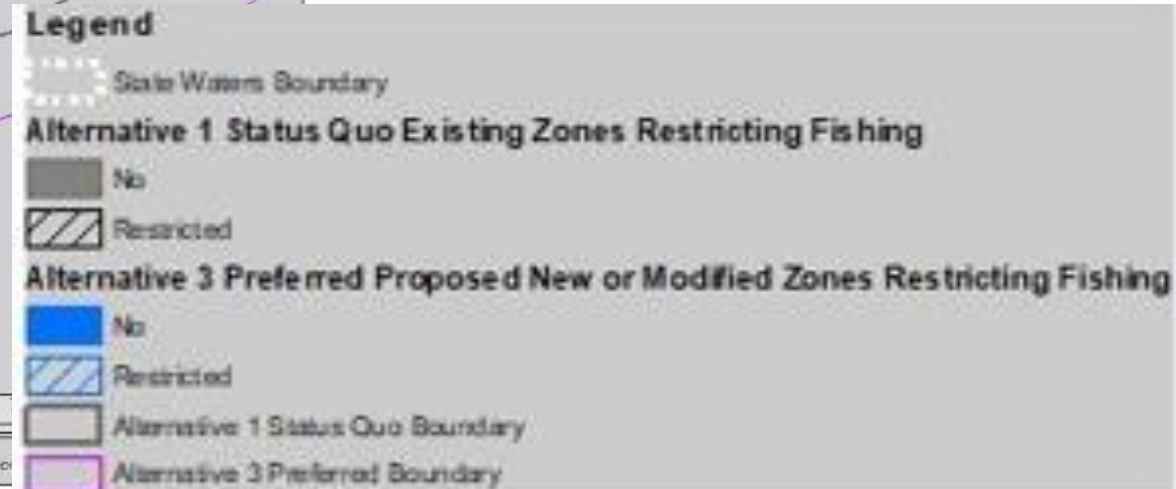 Legend
State Waters Boundary
Alternative 1 Status Quo Existing Zones Restricting Fishing
No
Restricted
Alternative 3 Preferred Proposed New or Modified Zones Restricting Fishing
No
Restricted
Alternative 1 Status Quo Boundary
Alternative 3 Preferred Boundary